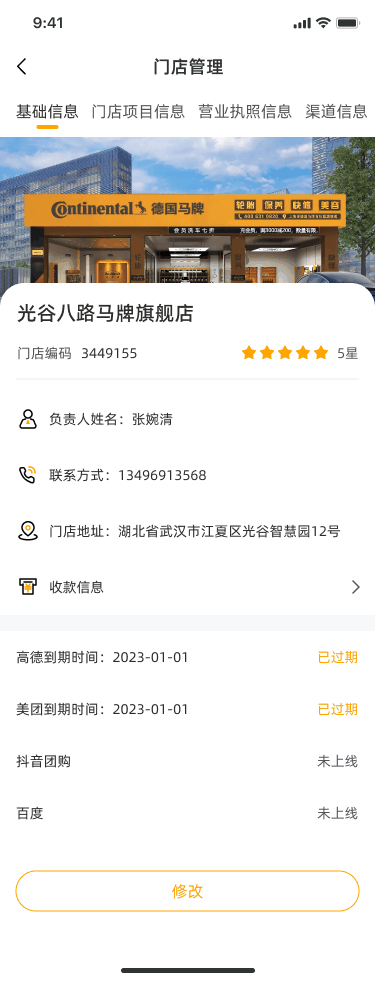 9:41
门店管理
基础信息 门店项目信息 营业执照信息 渠道信息
Continental 德国马牌
轮胎 保养 快修 美容
会员洗车七折
光谷八路马牌旗舰店
门店编码 3449155 5星
负责人姓名：张婉清
联系方式：13496913568
门店地址：湖北省武汉市江夏区光谷智慧园12号
收款信息
高德到期时间：2023-01-01 已过期
美团到期时间：2023-01-01 已过期
抖音团购 未上线
百度 未上线
修改